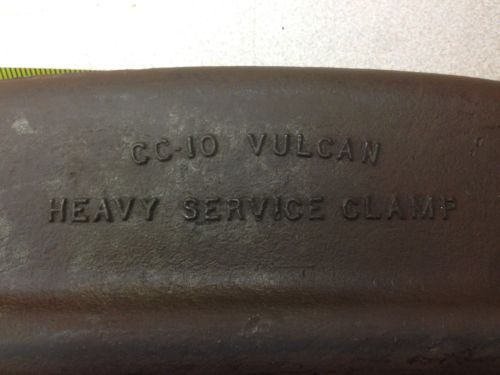 CC-10 VULCAN
HEAVY SERVICE CLAMP